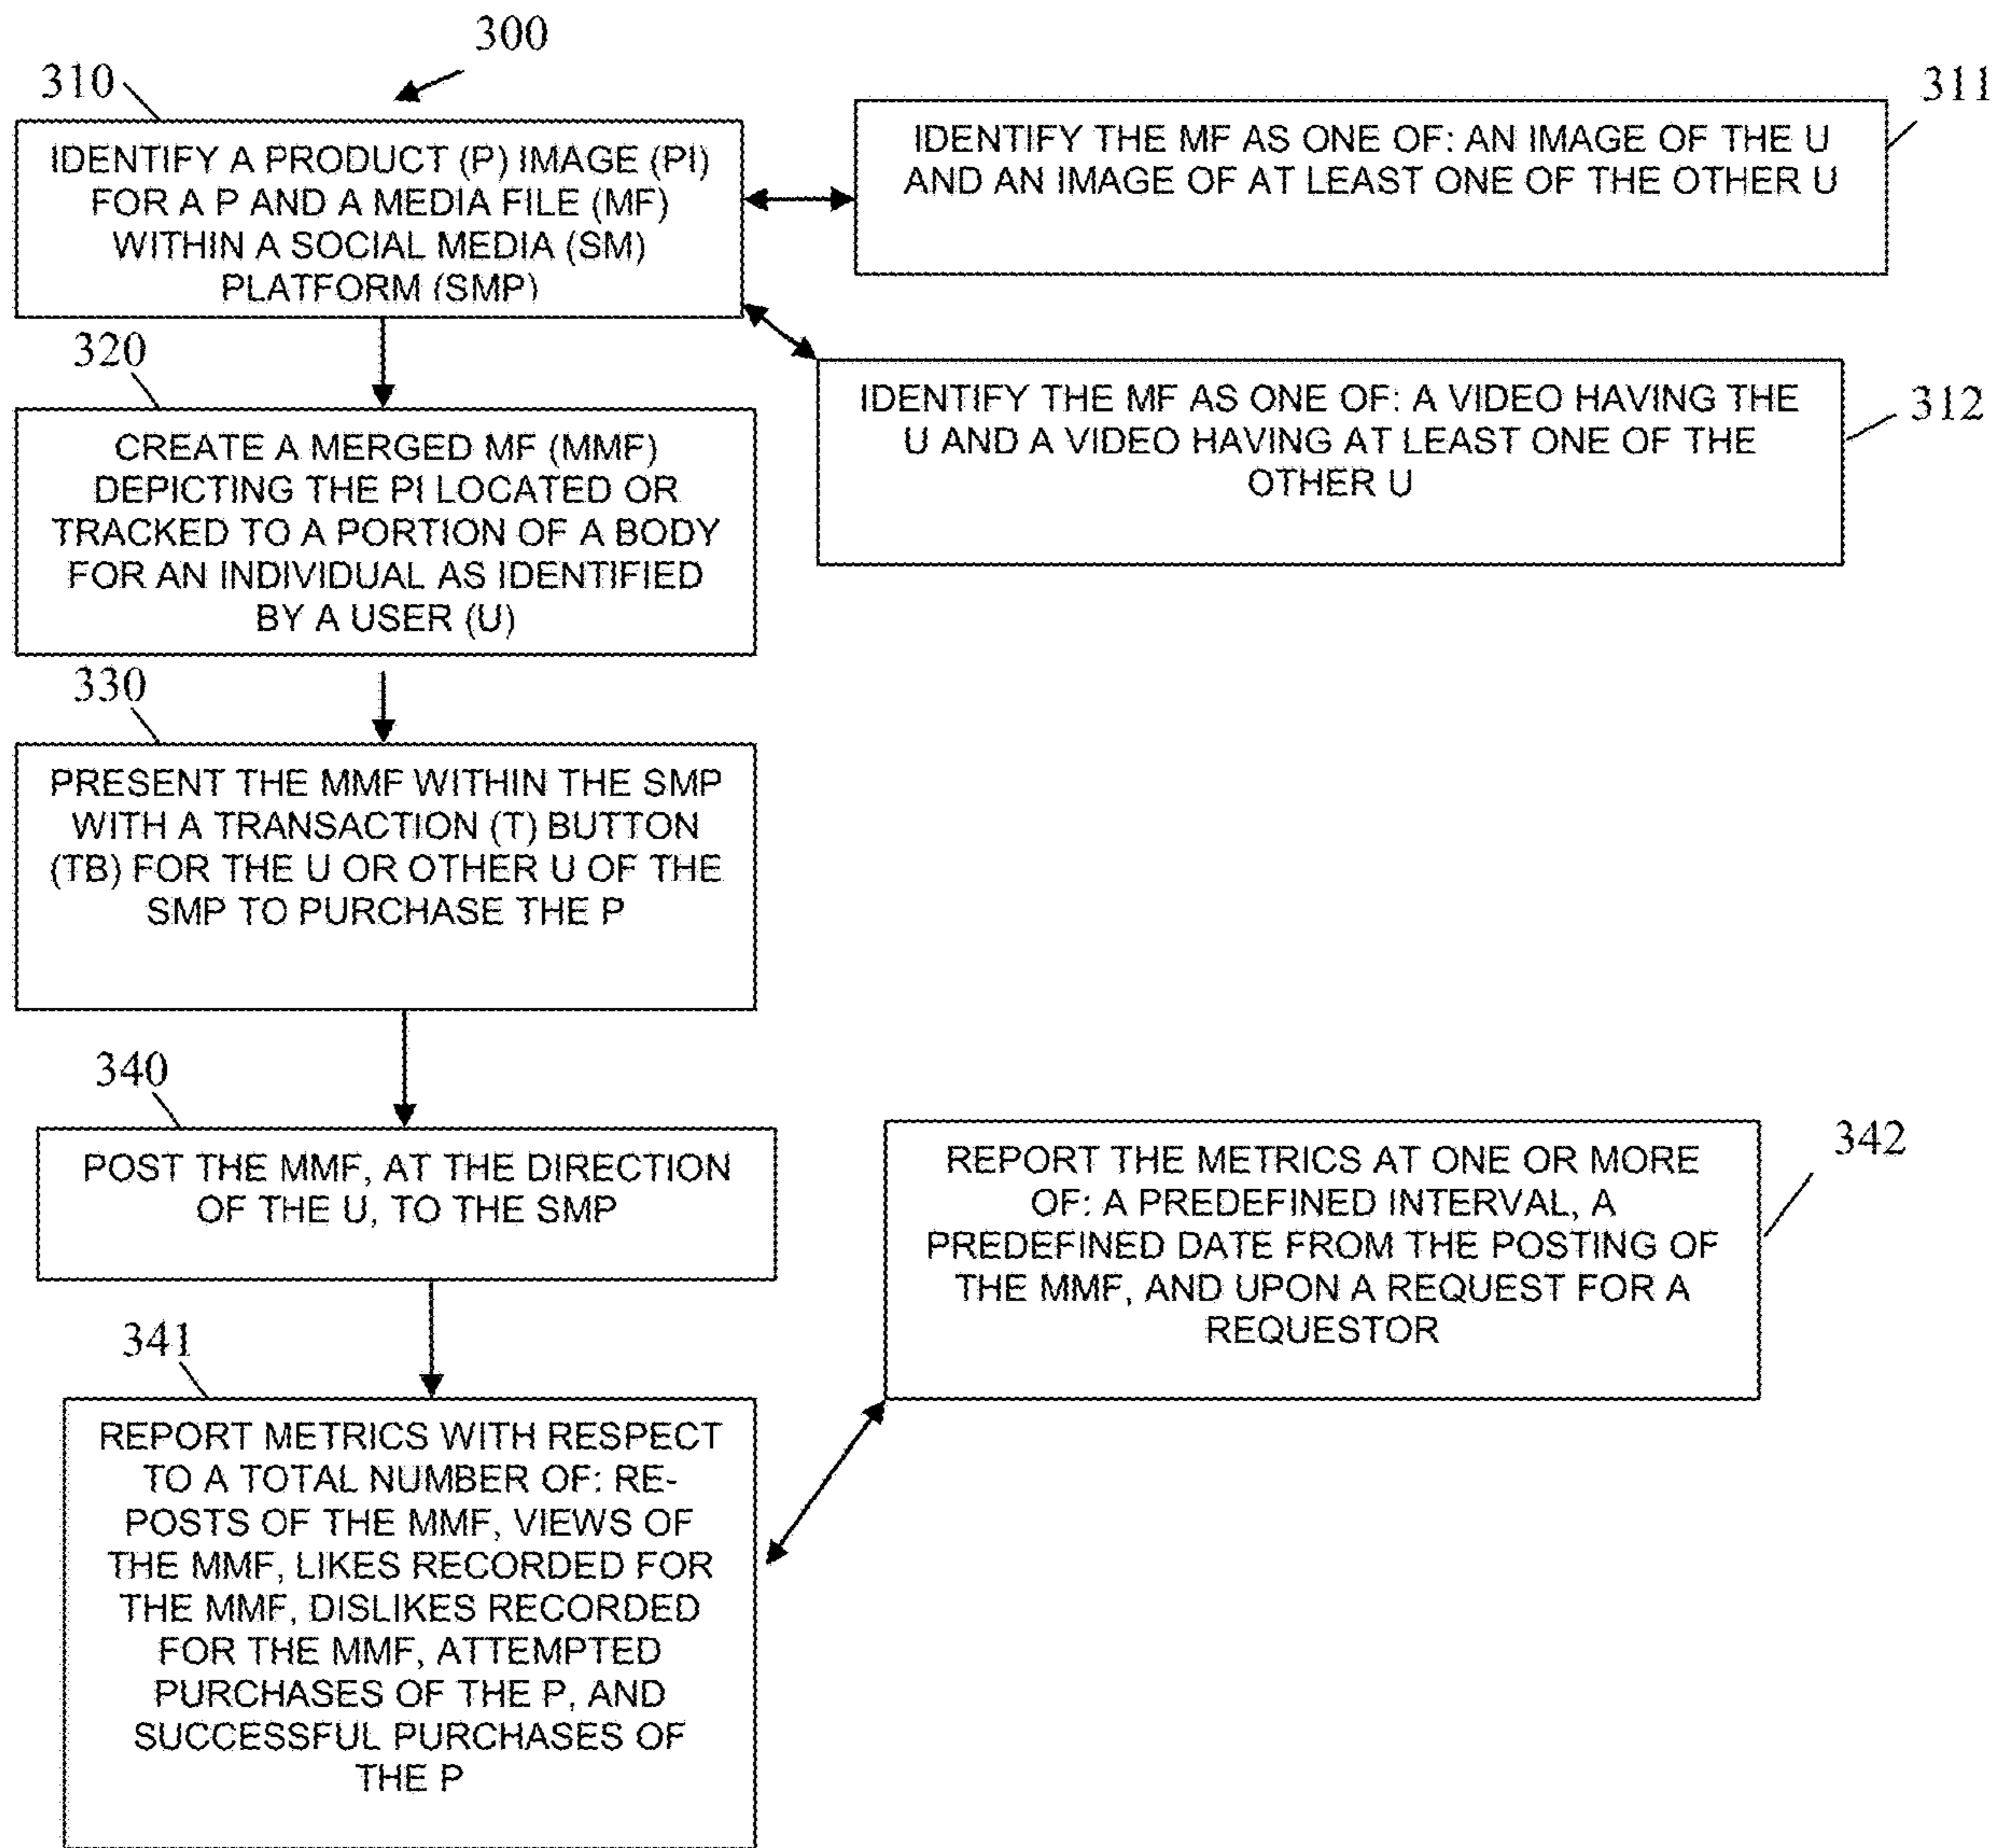 300
310
IDENTIFY A PRODUCT (P) IMAGE (PI)
FOR A P AND A MEDIA FILE (MF)
WITHIN A SOCIAL MEDIA (SM)
PLATFORM (SMP)
311
IDENTIFY THE MF AS ONE OF: AN IMAGE OF THE U
AND AN IMAGE OF AT LEAST ONE OF THE OTHER U
312
IDENTIFY THE MF AS ONE OF: A VIDEO HAVING THE
U AND A VIDEO HAVING AT LEAST ONE OF THE
OTHER U
320
CREATE A MERGED MF (MMF)
DEPICTING THE PI LOCATED OR
TRACKED TO A PORTION OF A BODY
FOR AN INDIVIDUAL AS IDENTIFIED
BY A USER (U)
330
PRESENT THE MMF WITHIN THE SMP
WITH A TRANSACTION (T) BUTTON
(TB) FOR THE U OR OTHER U OF THE
SMP TO PURCHASE THE P
340
POST THE MMF, AT THE DIRECTION
OF THE U, TO THE SMP
342
REPORT THE METRICS AT ONE OR MORE
OF: A PREDEFINED INTERVAL, A
PREDEFINED DATE FROM THE POSTING OF
THE MMF, AND UPON A REQUEST FOR A
REQUESTOR
341
REPORT METRICS WITH RESPECT
TO A TOTAL NUMBER OF: RE-
POSTS OF THE MMF, VIEWS OF
THE MMF, LIKES RECORDED FOR
THE MMF, DISLIKES RECORDED
FOR THE MMF, ATTEMPTED
PURCHASES OF THE P, AND
SUCCESSFUL PURCHASES OF
THE P